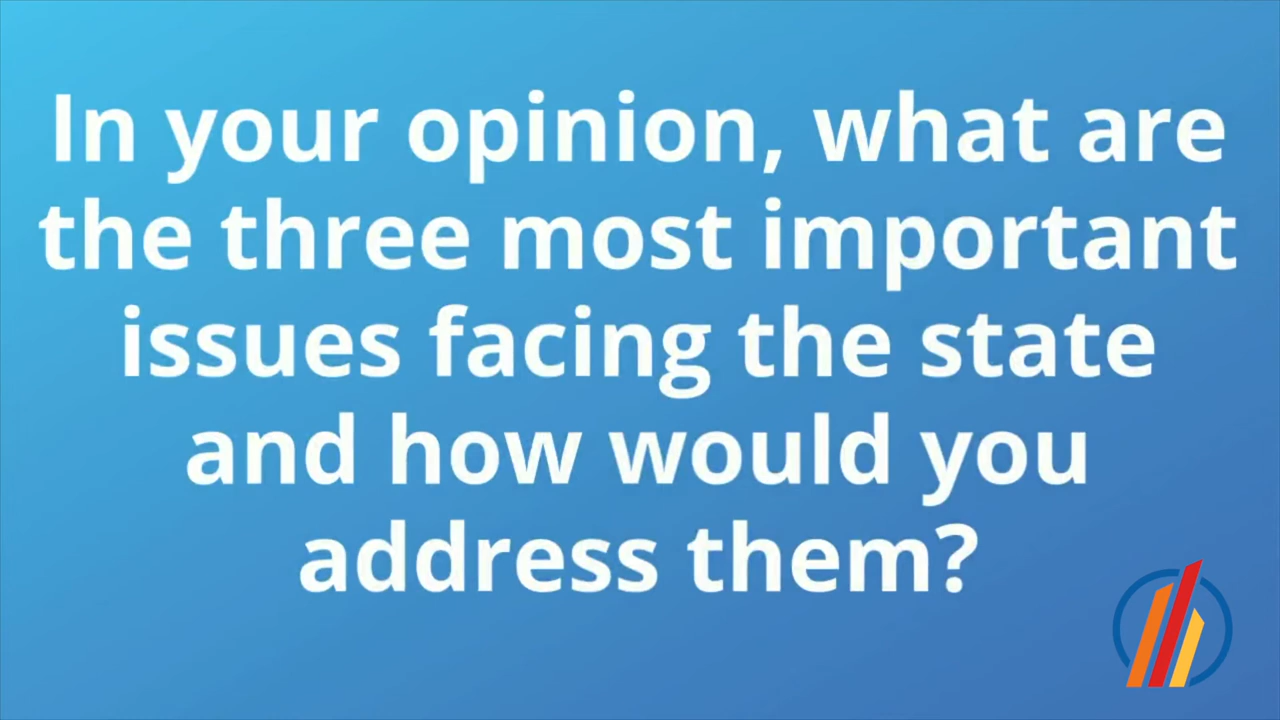 In your opinion, what are
the three most important
issues facing the state
and how would you
address them?